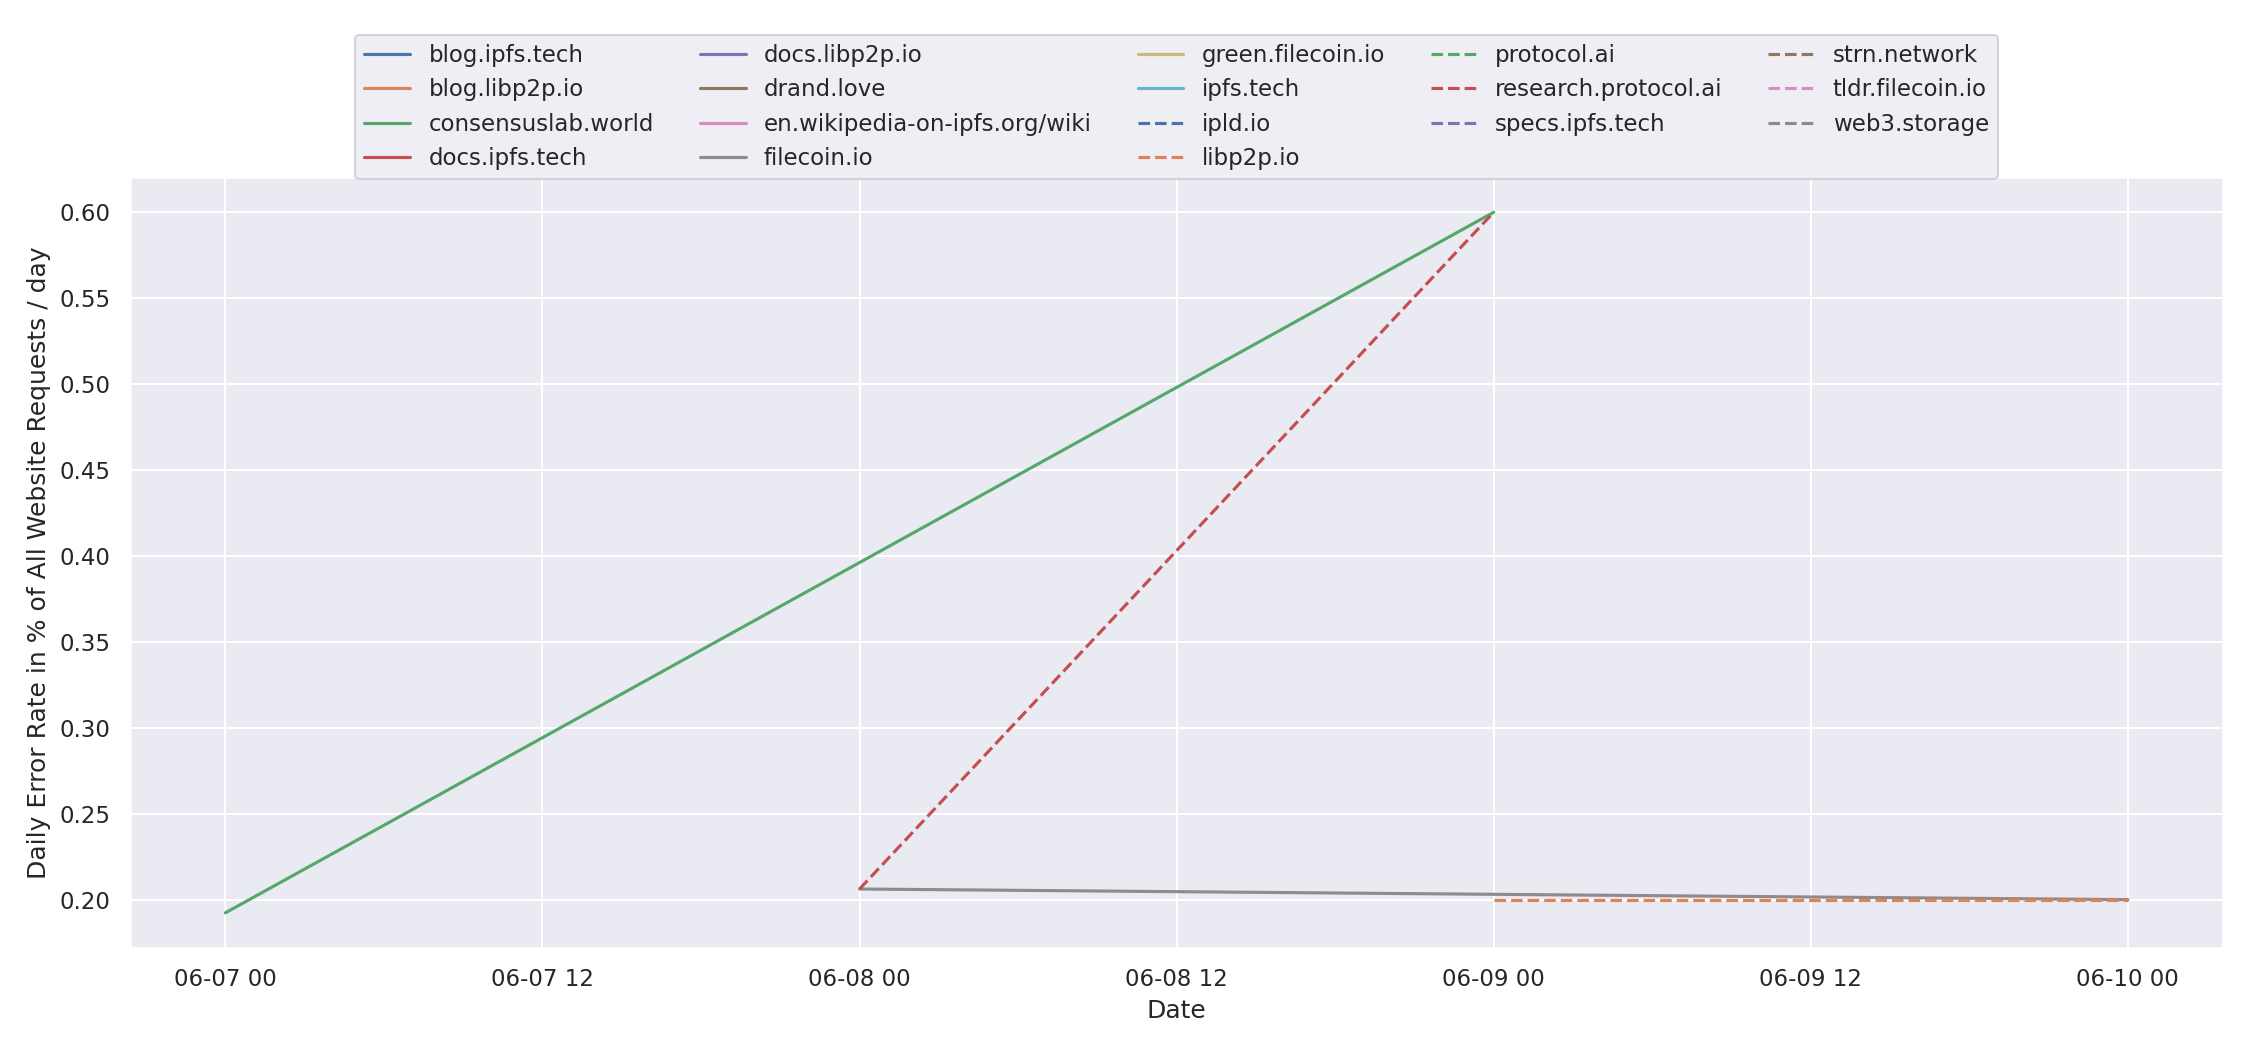 blog.ipfs.tech
blog.libp2p.io
consensuslab.world
docs.ipfs.tech
docs.libp2p.io
drand.love
en.wikipedia-on-ipfs.org/wiki
filecoin.io
green.filecoin.io
ipfs.tech
ipld.io
libp2p.io
protocol.ai
research.protocol.ai
specs.ipfs.tech
strn.network
tldr.filecoin.io
web3.storage
Daily Error Rate in % of All Website Requests / day
0.60
0.55
0.50
0.45
0.40
0.35
0.30
0.25
0.20
06-07 00
06-07 12
06-08 00
06-08 12
06-09 00
06-09 12
06-10 00
Date